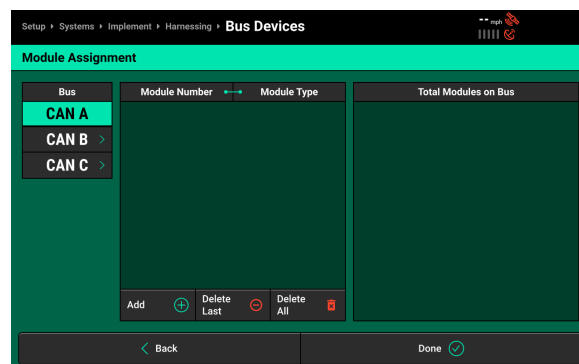 Setup › Systems › Implement › Harnessing › Bus Devices
-- mph
Module Assignment
Bus
Module Number Module Type
Total Modules on Bus
CAN A
CAN B >
CAN C >
Add
Delete Last
Delete All
< Back
Done